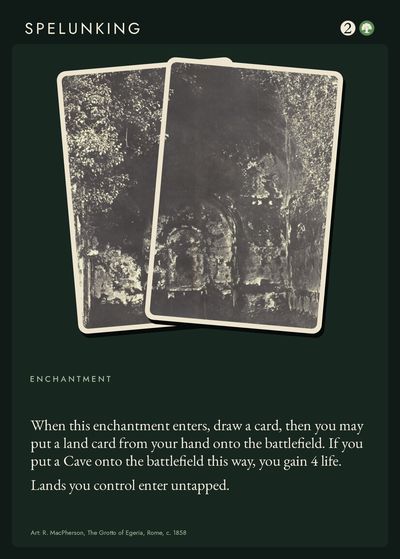 SPELUNKING 2
ENCHANTMENT
When this enchantment enters, draw a card, then you may
put a land card from your hand onto the battlefield. If you
put a Cave onto the battlefield this way, you gain 4 life.
Lands you control enter untapped.
Art: R. MacPherson, The Grotto of Egeria, Rome, c. 1858